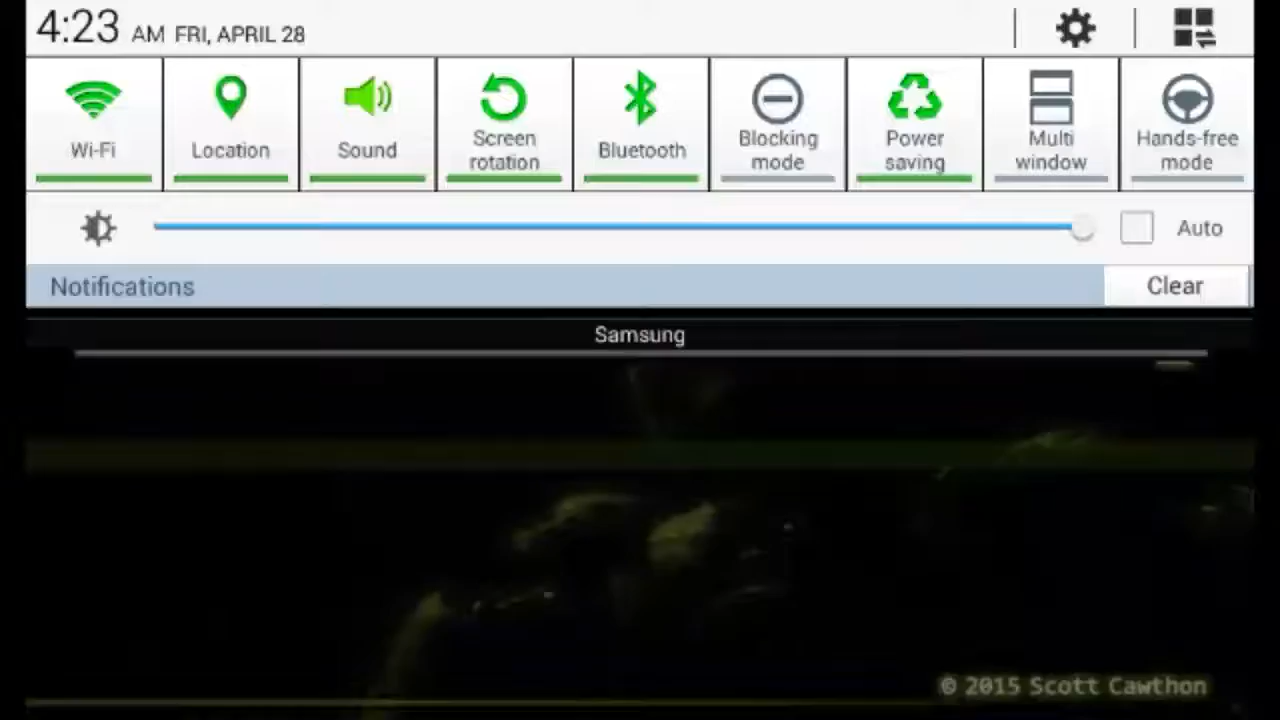 4:23 AM FRI, APRIL 28
Wi-Fi
Location
Sound
Screen
rotation
Bluetooth
Blocking
mode
Power
saving
Multi
window
Hands-free
mode
Auto
Notifications
Clear
Samsung
© 2015 Scott Cawthon